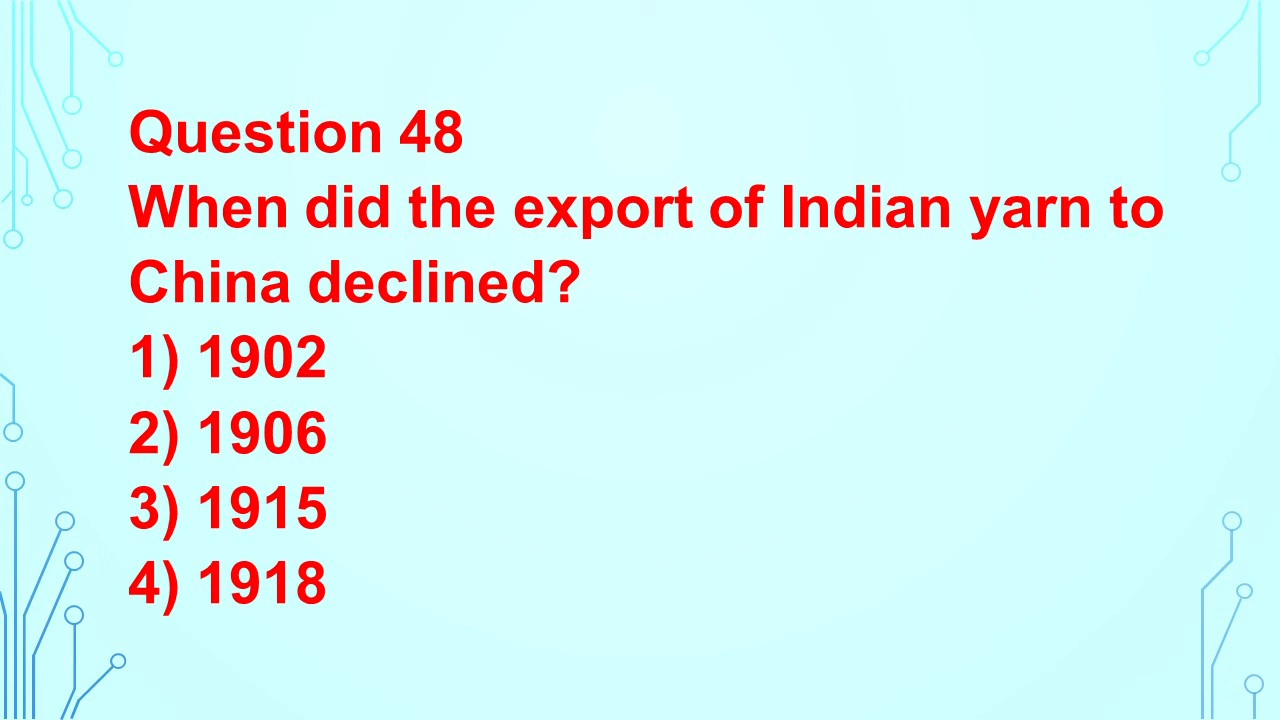 Question 48
When did the export of Indian yarn to
China declined?
1) 1902
2) 1906
3) 1915
4) 1918